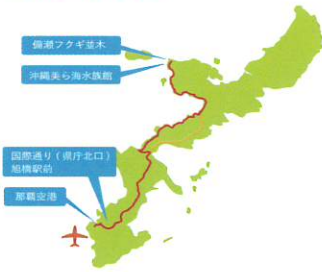 備瀬フクギ並木
沖縄美ら海水族館
国際通り(県庁北口)
旭橋駅前
那覇空港